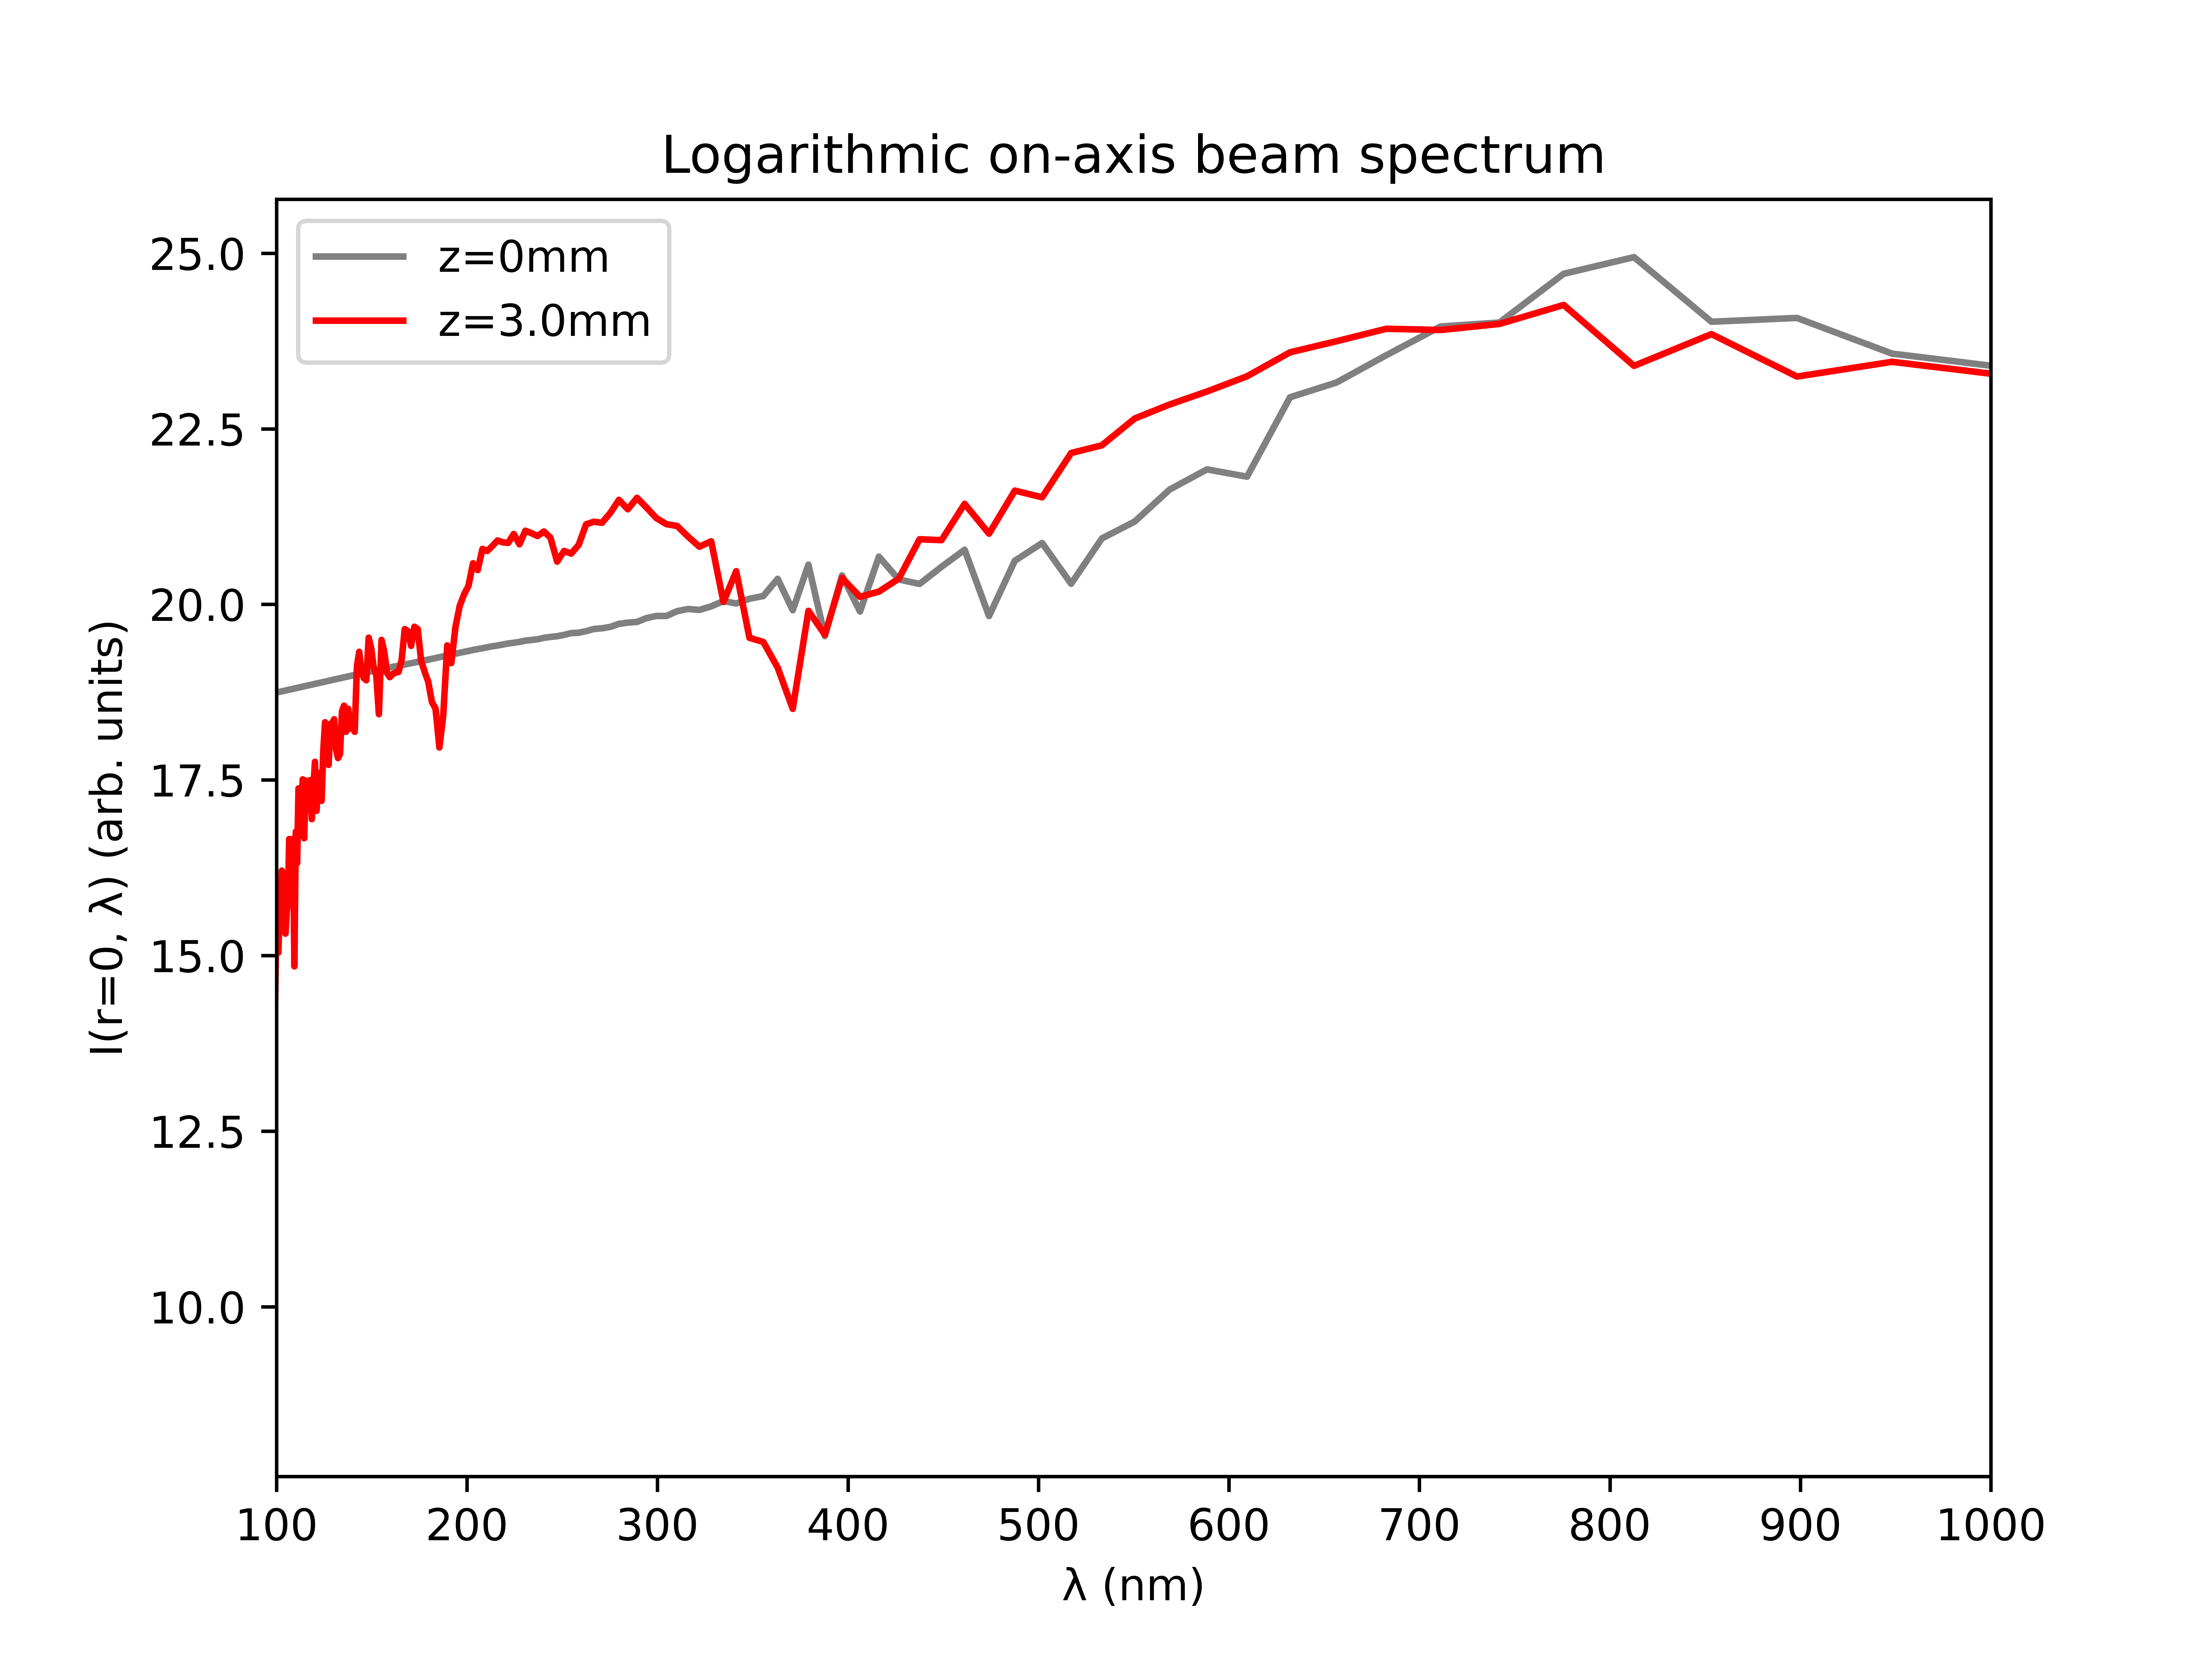 Logarithmic on-axis beam spectrum
z=0mm
z=3.0mm
I(r=0, λ) (arb. units)
25.0
22.5
20.0
17.5
15.0
12.5
10.0
100 200 300 400 500 600 700 800 900 1000
λ (nm)